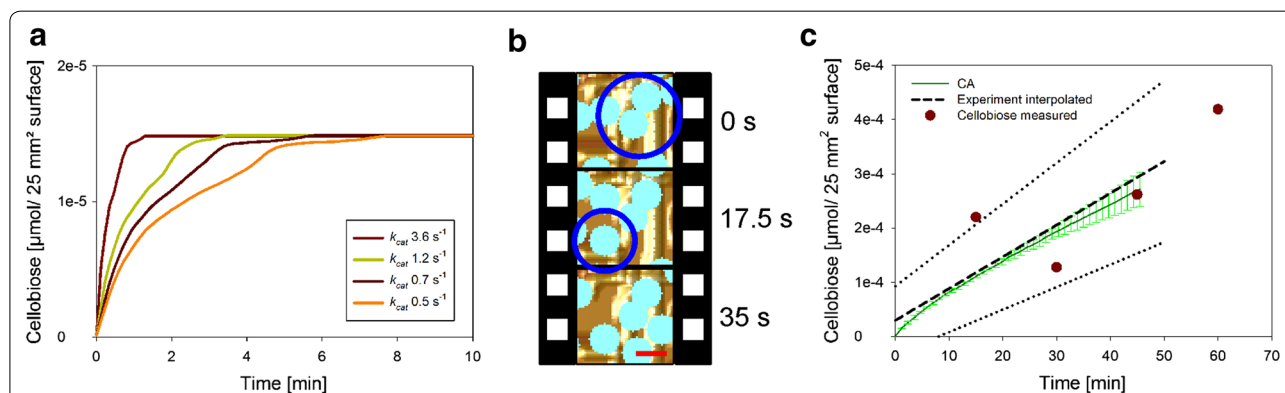 a
Cellobiose [µmol/ 25 mm² surface]
2e-5
1e-5
0
k_cat 3.6 s⁻¹
k_cat 1.2 s⁻¹
k_cat 0.7 s⁻¹
k_cat 0.5 s⁻¹
0 2 4 6 8 10
Time [min]
b
0 s
17.5 s
35 s
c
Cellobiose [µmol/ 25 mm² surface]
5e-4
4e-4
3e-4
2e-4
1e-4
0
CA
Experiment interpolated
Cellobiose measured
0 10 20 30 40 50 60 70
Time [min]